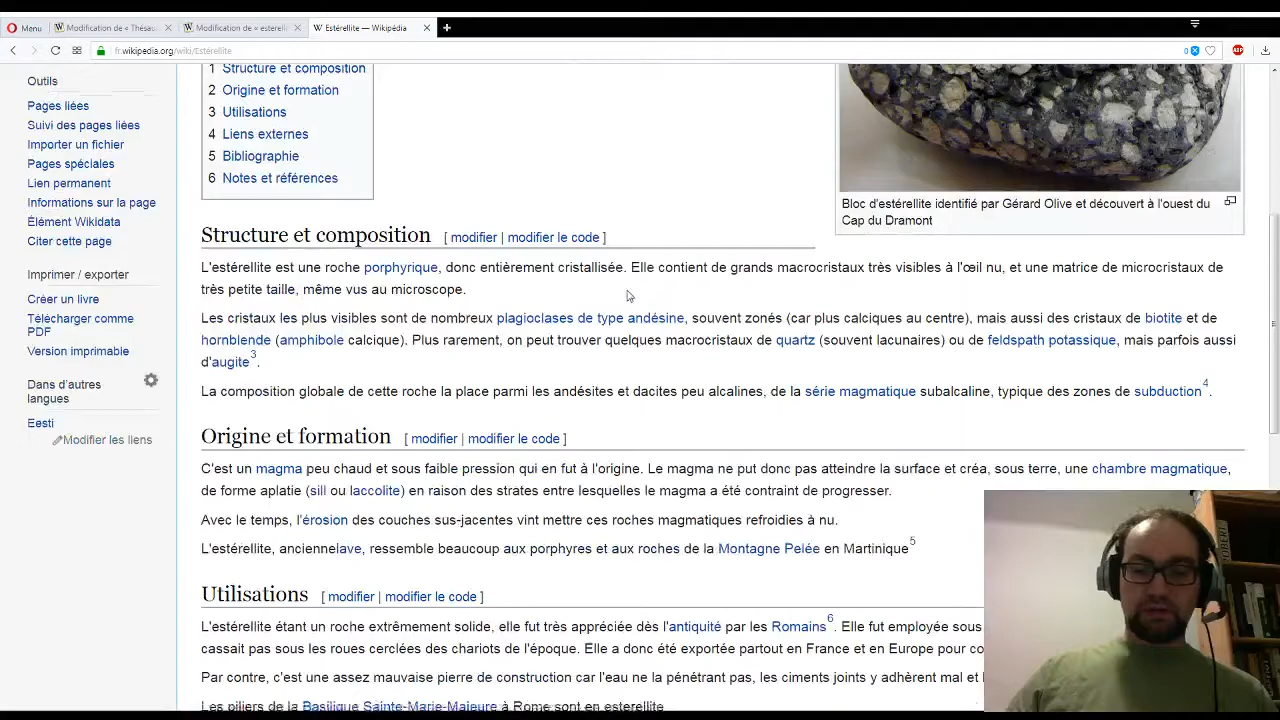 Menu
Modification de « Thésau
Modification de « esterell
Estérellite — Wikipédia
fr.wikipedia.org/wiki/Estérellite
0
ABP
Outils
Pages liées
Suivi des pages liées
Importer un fichier
Pages spéciales
Lien permanent
Informations sur la page
Élément Wikidata
Citer cette page
Imprimer / exporter
Créer un livre
Télécharger comme
PDF
Version imprimable
Dans d'autres
langues
Eesti
Modifier les liens
1 Structure et composition
2 Origine et formation
3 Utilisations
4 Liens externes
5 Bibliographie
6 Notes et références
Bloc d'estérellite identifié par Gérard Olive et découvert à l'ouest du
Cap du Dramont
Structure et composition [ modifier | modifier le code ]
L'estérellite est une roche porphyrique, donc entièrement cristallisée. Elle contient de grands macrocristaux très visibles à l'œil nu, et une matrice de microcristaux de
très petite taille, même vus au microscope.
Les cristaux les plus visibles sont de nombreux plagioclases de type andésine, souvent zonés (car plus calciques au centre), mais aussi des cristaux de biotite et de
hornblende (amphibole calcique). Plus rarement, on peut trouver quelques macrocristaux de quartz (souvent lacunaires) ou de feldspath potassique, mais parfois aussi
d'augite 3.
La composition globale de cette roche la place parmi les andésites et dacites peu alcalines, de la série magmatique subalcaline, typique des zones de subduction 4.
Origine et formation [ modifier | modifier le code ]
C'est un magma peu chaud et sous faible pression qui en fut à l'origine. Le magma ne put donc pas atteindre la surface et créa, sous terre, une chambre magmatique,
de forme aplatie (sill ou laccolite) en raison des strates entre lesquelles le magma a été contraint de progresser.
Avec le temps, l'érosion des couches sus-jacentes vint mettre ces roches magmatiques refroidies à nu.
L'estérellite, anciennelave, ressemble beaucoup aux porphyres et aux roches de la Montagne Pelée en Martinique 5
Utilisations [ modifier | modifier le code ]
L'estérellite étant un roche extrêmement solide, elle fut très appréciée dès l'antiquité par les Romains 6. Elle fut employée sous
cassait pas sous les roues cerclées des chariots de l'époque. Elle a donc été exportée partout en France et en Europe pour co
Par contre, c'est une assez mauvaise pierre de construction car l'eau ne la pénétrant pas, les ciments joints y adhèrent mal et l
Les piliers de la Basilique Sainte-Marie-Majeure à Rome sont en esterellite